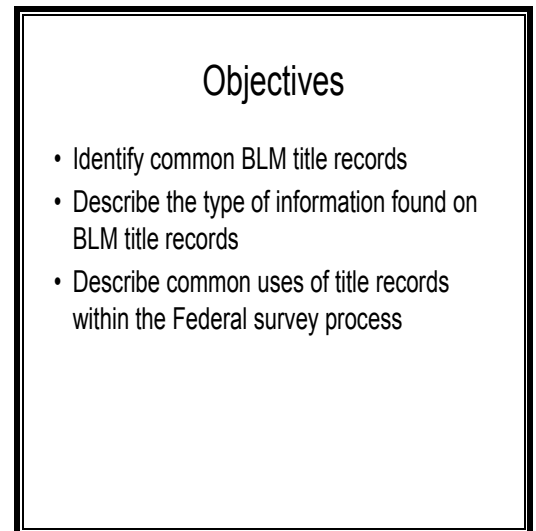 Objectives
• Identify common BLM title records
• Describe the type of information found on
BLM title records
• Describe common uses of title records
within the Federal survey process